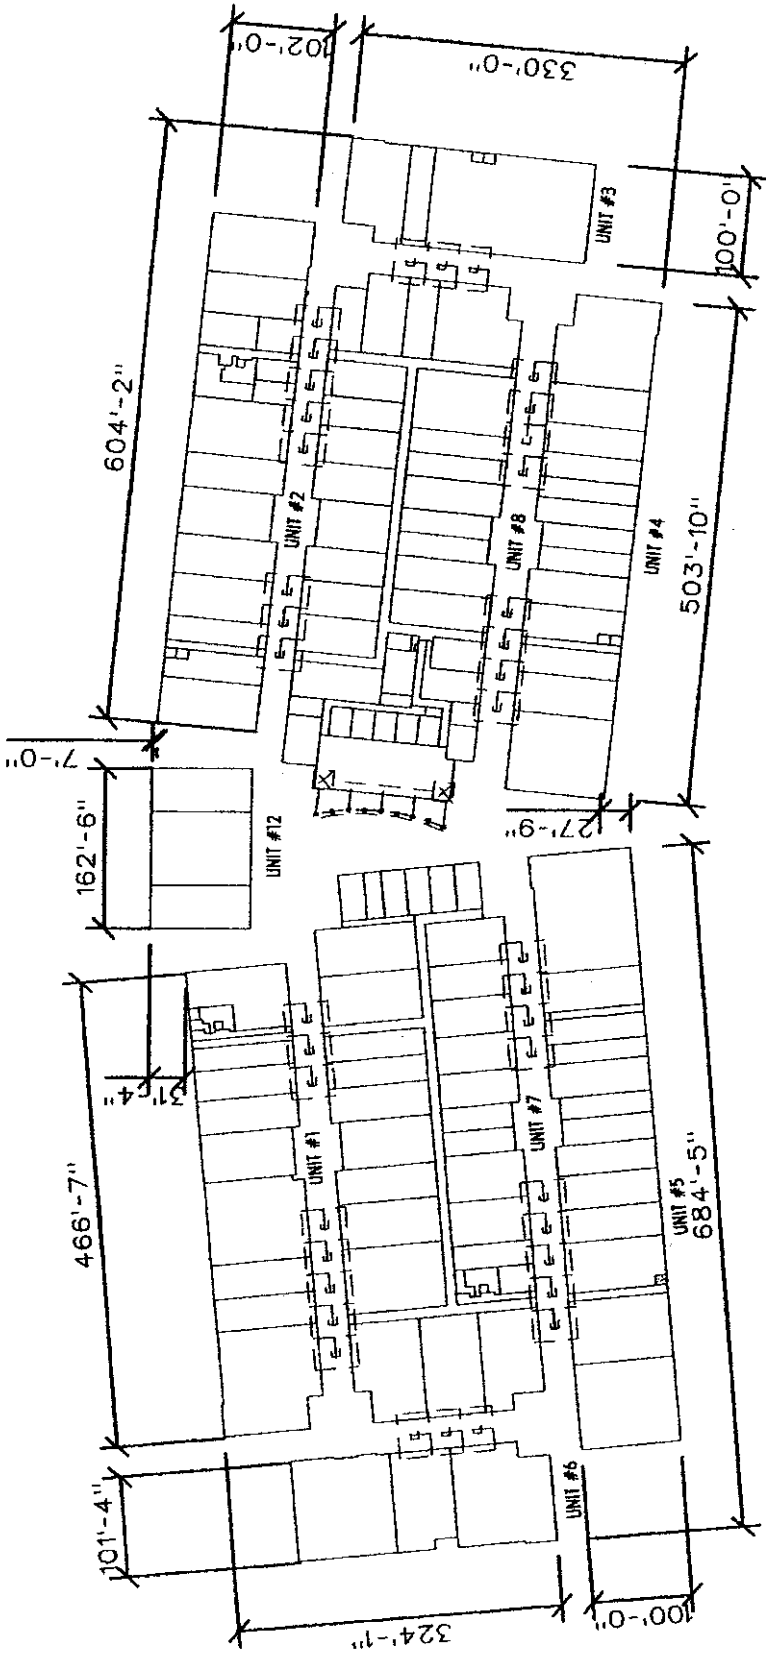 102'-0"
330'-0"
604'-2"
UNIT #3
100'-0"
UNIT #2
UNIT #8
UNIT #4
503'-10"
7'-0"
162'-6"
UNIT #12
27'-9"
31'-4"
466'-7"
UNIT #1
UNIT #7
UNIT #5
684'-5"
101'-4"
UNIT #6
324'-1"
100'-0"